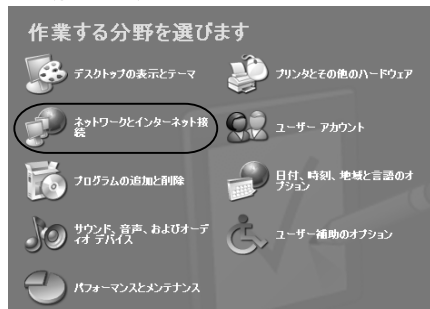 作業する分野を選びます
デスクトップの表示とテーマ
プリンタとその他のハードウェア
ネットワークとインターネット接
続
ユーザー アカウント
プログラムの追加と削除
日付、時刻、地域と言語のオ
プション
サウンド、音声、およびオーデ
ィオ デバイス
ユーザー補助のオプション
パフォーマンスとメンテナンス